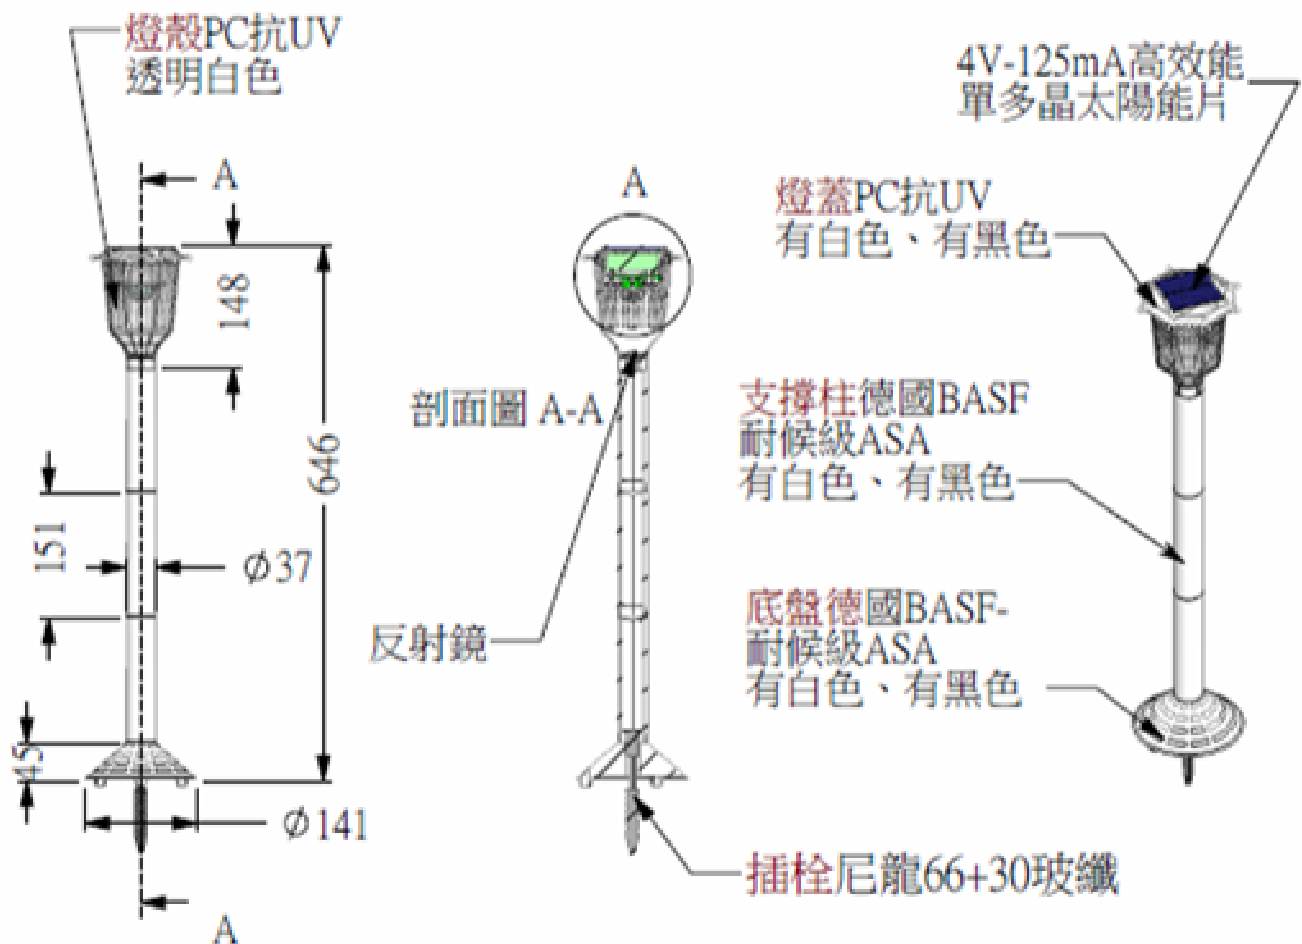 燈殼PC抗UV
透明白色
4V-125mA高效能
單多晶太陽能片
A
A
燈蓋PC抗UV
有白色、有黑色
148
剖面圖 A-A
支撐柱德國BASF
耐候級ASA
有白色、有黑色
646
151
ϕ37
反射鏡
底盤德國BASF-
耐候級ASA
有白色、有黑色
45
ϕ141
插栓尼龍66+30玻纖
A